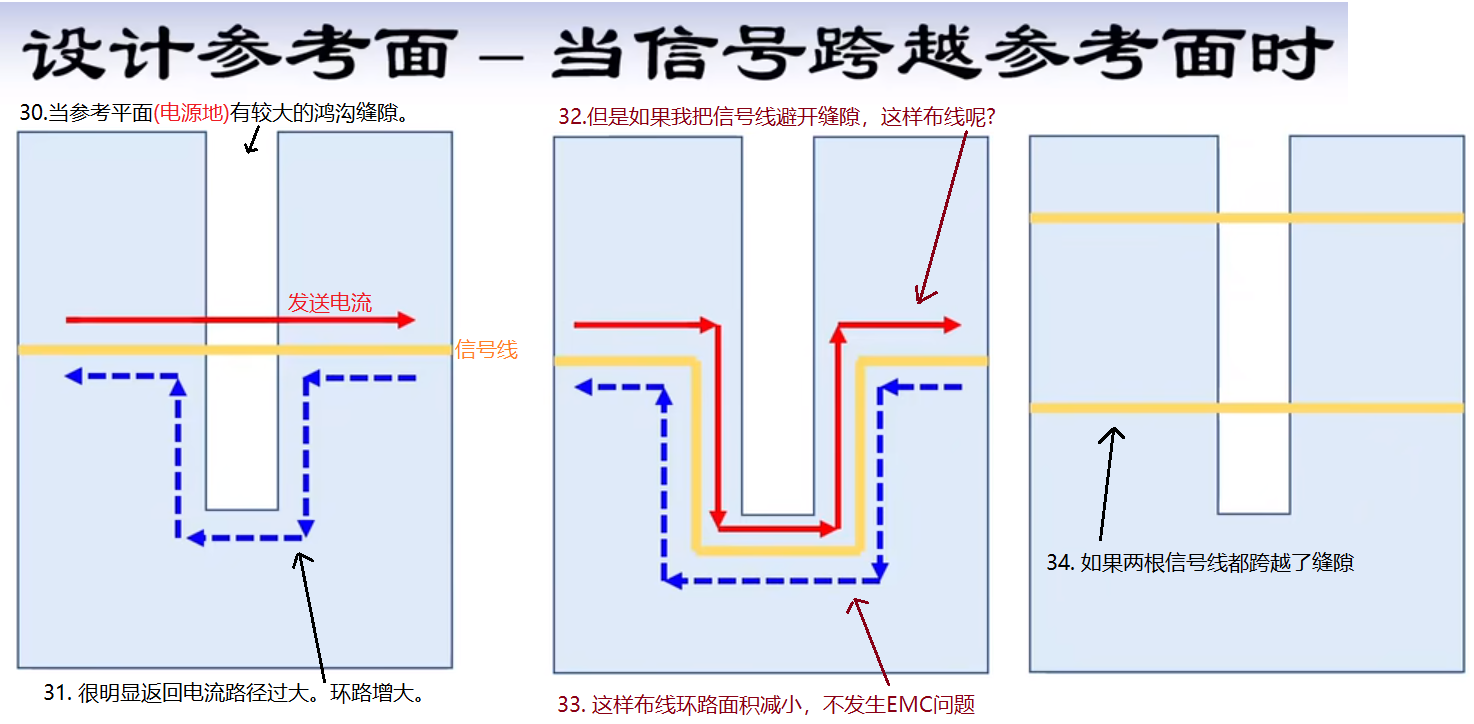 设计参考面 – 当信号跨越参考面时
30.当参考平面(电源地)有较大的鸿沟缝隙。
发送电流
信号线
31. 很明显返回电流路径过大。环路增大。
32.但是如果我把信号线避开缝隙，这样布线呢?
33. 这样布线环路面积减小，不发生EMC问题
34. 如果两根信号线都跨越了缝隙